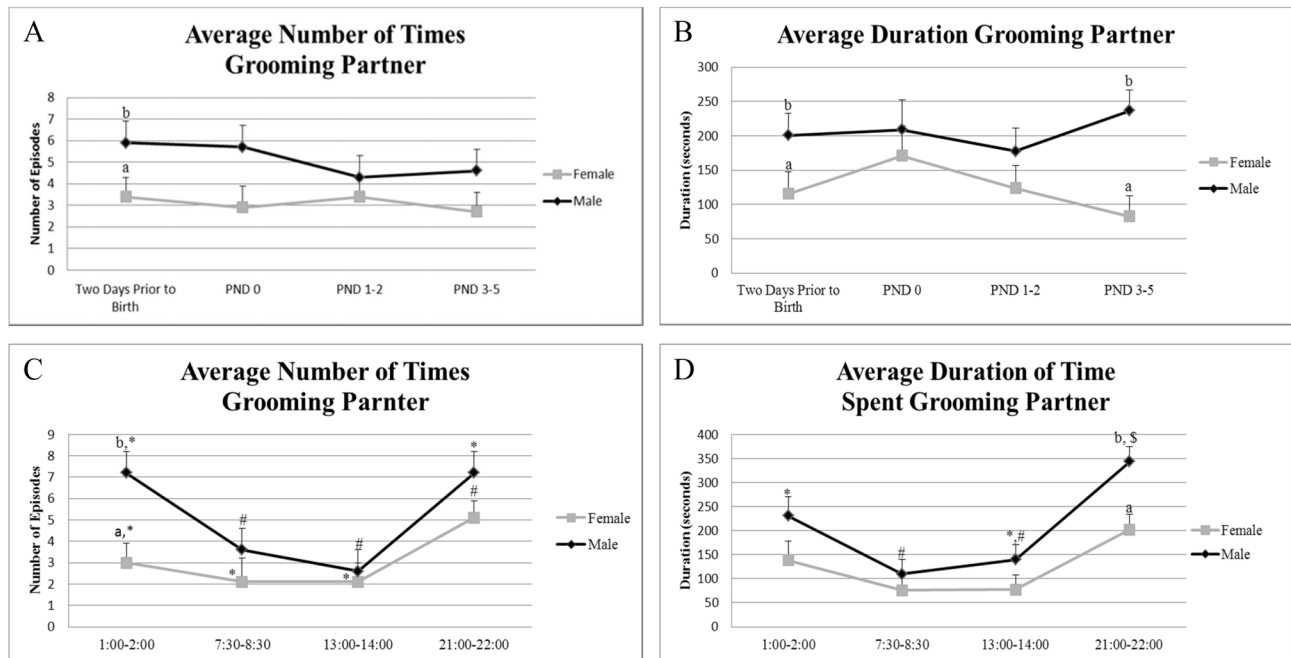 A
Average Number of Times
Grooming Partner
Number of Episodes
8
7
6
5
4
3
2
1
0
b
a
Female
Male
Two Days Prior to
Birth
PND 0
PND 1-2
PND 3-5
B
Average Duration Grooming Partner
Duration (seconds)
300
250
200
150
100
50
0
b
a
b
a
Female
Male
Two Days Prior to
Birth
PND 0
PND 1-2
PND 3-5
C
Average Number of Times
Grooming Parnter
Number of Episodes
9
8
7
6
5
4
3
2
1
0
b,*
a,*
#
*
#
*
*
#
Female
Male
1:00-2:00
7:30-8:30
13:00-14:00
21:00-22:00
D
Average Duration of Time
Spent Grooming Partner
Duration (seconds)
400
350
300
250
200
150
100
50
0
*
#
*,#
b, $
a
Female
Male
1:00-2:00
7:30-8:30
13:00-14:00
21:00-22:00